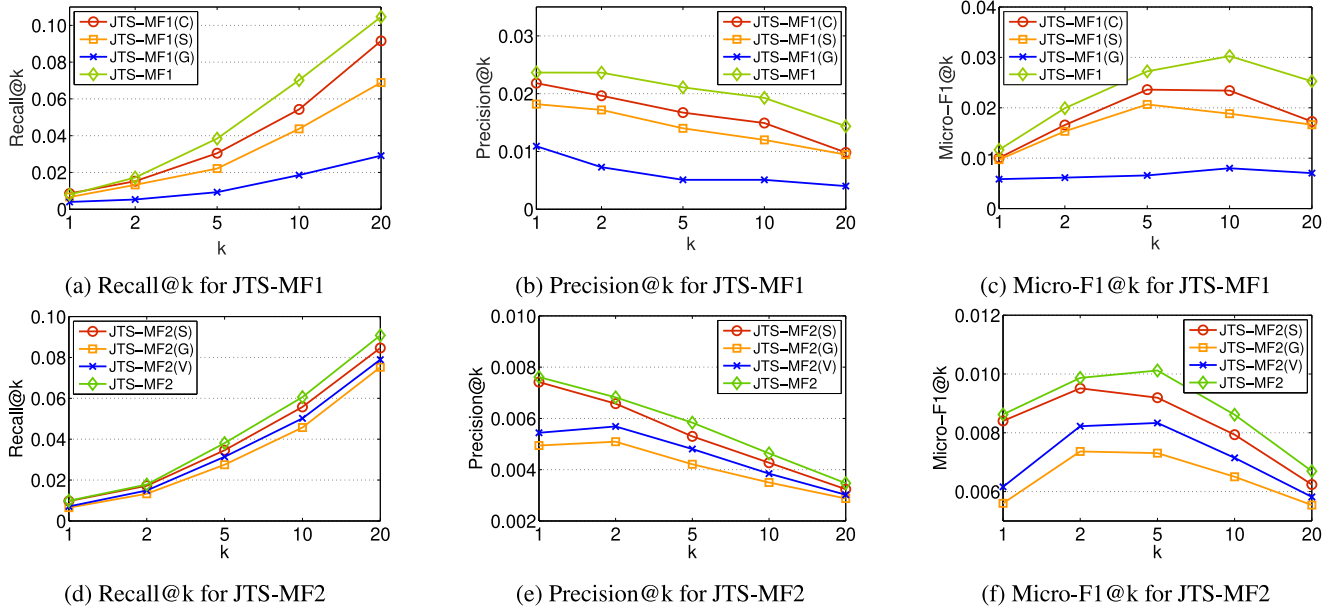 JTS−MF1(C)
JTS−MF1(S)
JTS−MF1(G)
JTS−MF1
Recall@k
0.10
0.08
0.06
0.04
0.02
0
1 2 5 10 20
k
(a) Recall@k for JTS-MF1
JTS−MF1(C)
JTS−MF1(S)
JTS−MF1(G)
JTS−MF1
Precision@k
0.03
0.02
0.01
0
1 2 5 10 20
k
(b) Precision@k for JTS-MF1
JTS−MF1(C)
JTS−MF1(S)
JTS−MF1(G)
JTS−MF1
Micro−F1@k
0.04
0.03
0.02
0.01
0
1 2 5 10 20
k
(c) Micro-F1@k for JTS-MF1
JTS−MF2(S)
JTS−MF2(G)
JTS−MF2(V)
JTS−MF2
Recall@k
0.10
0.08
0.06
0.04
0.02
0
1 2 5 10 20
k
(d) Recall@k for JTS-MF2
JTS−MF2(S)
JTS−MF2(G)
JTS−MF2(V)
JTS−MF2
Precision@k
0.010
0.008
0.006
0.004
0.002
1 2 5 10 20
k
(e) Precision@k for JTS-MF2
JTS−MF2(S)
JTS−MF2(G)
JTS−MF2(V)
JTS−MF2
Micro−F1@k
0.012
0.010
0.008
0.006
1 2 5 10 20
k
(f) Micro-F1@k for JTS-MF2